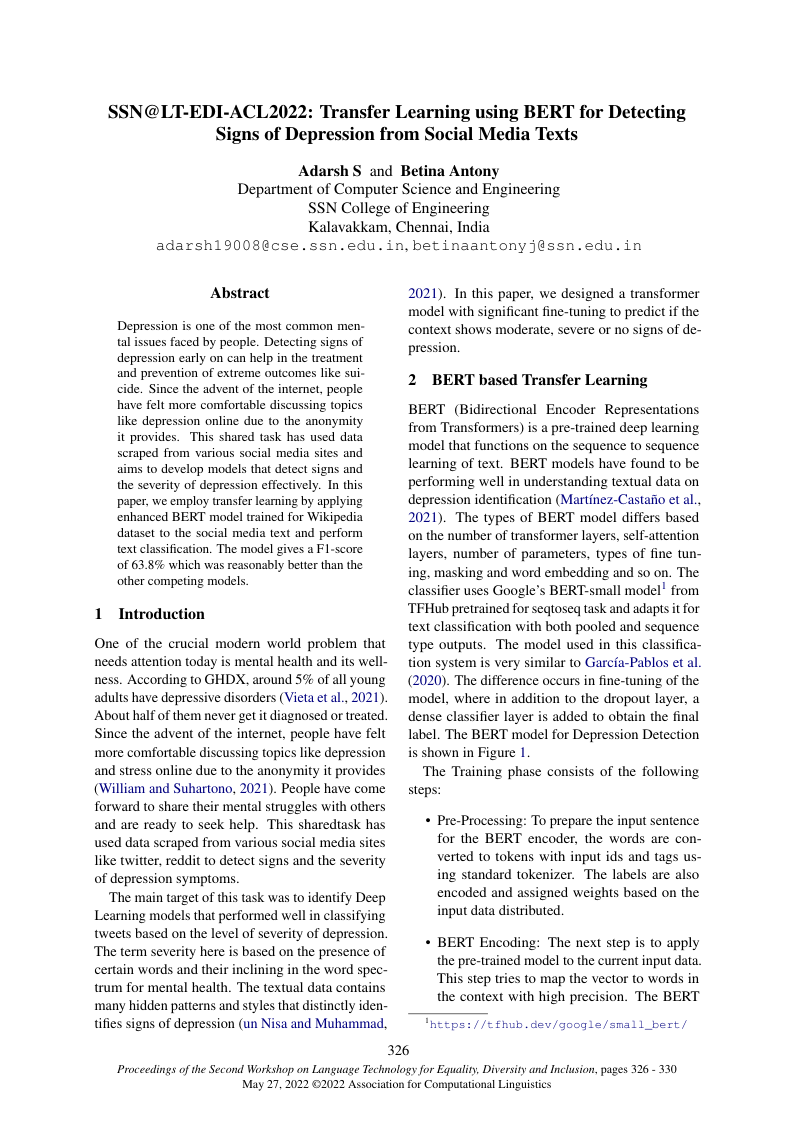 SSN@LT-EDI-ACL2022: Transfer Learning using BERT for Detecting
Signs of Depression from Social Media Texts
Adarsh S and Betina Antony
Department of Computer Science and Engineering
SSN College of Engineering
Kalavakkam, Chennai, India
adarsh19008@cse.ssn.edu.in, betinaantonyj@ssn.edu.in
Abstract
Depression is one of the most common men-
tal issues faced by people. Detecting signs of
depression early on can help in the treatment
and prevention of extreme outcomes like sui-
cide. Since the advent of the internet, people
have felt more comfortable discussing topics
like depression online due to the anonymity
it provides. This shared task has used data
scraped from various social media sites and
aims to develop models that detect signs and
the severity of depression effectively. In this
paper, we employ transfer learning by applying
enhanced BERT model trained for Wikipedia
dataset to the social media text and perform
text classification. The model gives a F1-score
of 63.8% which was reasonably better than the
other competing models.
1 Introduction
One of the crucial modern world problem that
needs attention today is mental health and its well-
ness. According to GHDX, around 5% of all young
adults have depressive disorders (Vieta et al., 2021).
About half of them never get it diagnosed or treated.
Since the advent of the internet, people have felt
more comfortable discussing topics like depression
and stress online due to the anonymity it provides
(William and Suhartono, 2021). People have come
forward to share their mental struggles with others
and are ready to seek help. This sharedtask has
used data scraped from various social media sites
like twitter, reddit to detect signs and the severity
of depression symptoms.
The main target of this task was to identify Deep
Learning models that performed well in classifying
tweets based on the level of severity of depression.
The term severity here is based on the presence of
certain words and their inclining in the word spec-
trum for mental health. The textual data contains
many hidden patterns and styles that distinctly iden-
tifies signs of depression (un Nisa and Muhammad,
2021). In this paper, we designed a transformer
model with significant fine-tuning to predict if the
context shows moderate, severe or no signs of de-
pression.
2 BERT based Transfer Learning
BERT (Bidirectional Encoder Representations
from Transformers) is a pre-trained deep learning
model that functions on the sequence to sequence
learning of text. BERT models have found to be
performing well in understanding textual data on
depression identification (Martínez-Castaño et al.,
2021). The types of BERT model differs based
on the number of transformer layers, self-attention
layers, number of parameters, types of fine tun-
ing, masking and word embedding and so on. The
classifier uses Google's BERT-small model1 from
TFHub pretrained for seqtoseq task and adapts it for
text classification with both pooled and sequence
type outputs. The model used in this classifica-
tion system is very similar to García-Pablos et al.
(2020). The difference occurs in fine-tuning of the
model, where in addition to the dropout layer, a
dense classifier layer is added to obtain the final
label. The BERT model for Depression Detection
is shown in Figure 1.
The Training phase consists of the following
steps:
• Pre-Processing: To prepare the input sentence
for the BERT encoder, the words are con-
verted to tokens with input ids and tags us-
ing standard tokenizer. The labels are also
encoded and assigned weights based on the
input data distributed.
• BERT Encoding: The next step is to apply
the pre-trained model to the current input data.
This step tries to map the vector to words in
the context with high precision. The BERT
1https://tfhub.dev/google/small_bert/
326
Proceedings of the Second Workshop on Language Technology for Equality, Diversity and Inclusion, pages 326 - 330
May 27, 2022 ©2022 Association for Computational Linguistics